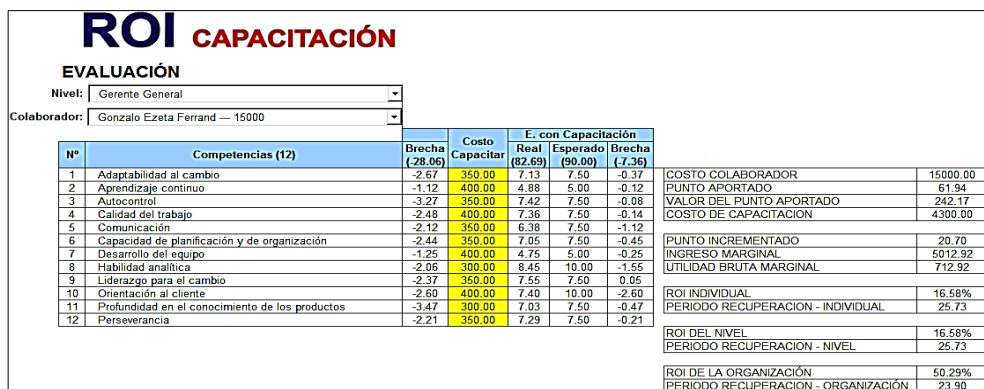 ROI CAPACITACIÓN
EVALUACIÓN
Nivel: Gerente General
Colaborador: Gonzalo Ezeta Ferrand --- 15000
Nº Competencias (12) Brecha (-28.06) Costo Capacitar E. con Capacitación Real (82.69) Esperado (90.00) Brecha (-7.36)
1 Adaptabilidad al cambio -2.67 350.00 7.13 7.50 -0.37
2 Aprendizaje continuo -1.12 400.00 4.88 5.00 -0.12
3 Autocontrol -3.27 350.00 7.42 7.50 -0.08
4 Calidad del trabajo -2.48 400.00 7.36 7.50 -0.14
5 Comunicación -2.12 350.00 6.38 7.50 -1.12
6 Capacidad de planificación y de organización -2.44 350.00 7.05 7.50 -0.45
7 Desarrollo del equipo -1.25 400.00 4.75 5.00 -0.25
8 Habilidad analítica -2.06 300.00 8.45 10.00 -1.55
9 Liderazgo para el cambio -2.37 350.00 7.55 7.50 0.05
10 Orientación al cliente -2.60 400.00 7.40 10.00 -2.60
11 Profundidad en el conocimiento de los productos -3.47 300.00 7.03 7.50 -0.47
12 Perseverancia -2.21 350.00 7.29 7.50 -0.21
COSTO COLABORADOR 15000.00
PUNTO APORTADO 61.94
VALOR DEL PUNTO APORTADO 242.17
COSTO DE CAPACITACION 4300.00
PUNTO INCREMENTADO 20.70
INGRESO MARGINAL 5012.92
UTILIDAD BRUTA MARGINAL 712.92
ROI INDIVIDUAL 16.58%
PERIODO RECUPERACION - INDIVIDUAL 25.73
ROI DEL NIVEL 16.58%
PERIODO RECUPERACION - NIVEL 25.73
ROI DE LA ORGANIZACIÓN 50.29%
PERIODO RECUPERACION - ORGANIZACIÓN 23.90